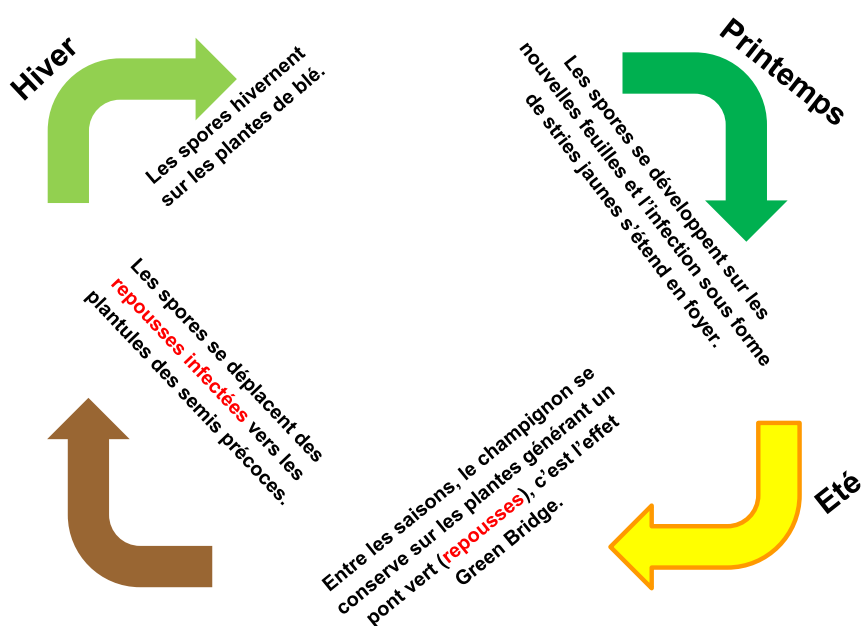 Hiver
Les spores hivernent
sur les plantes de blé.
Printemps
Les spores se développent sur les
nouvelles feuilles et l'infection sous forme
de stries jaunes s'étend en foyer.
Eté
Entre les saisons, le champignon se
conserve sur les plantes générant un
pont vert (repousses), c'est l'effet
Green Bridge.
Les spores se déplacent des
repousses infectées vers les
plantules des semis précoces.